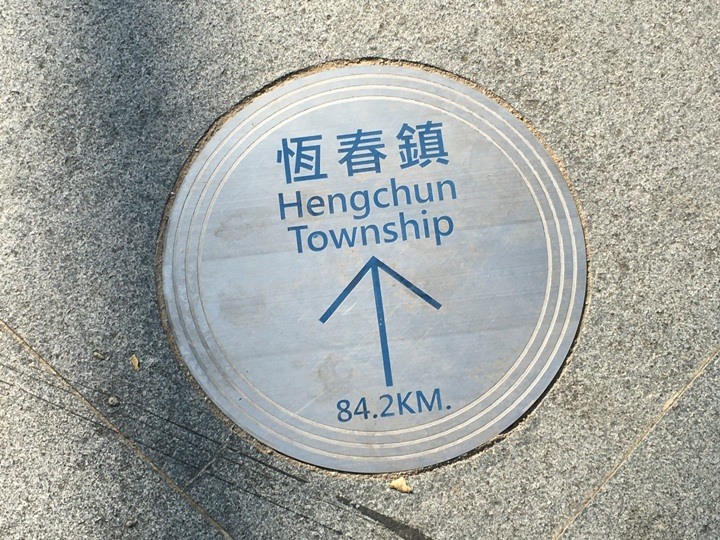 恆春鎮
Hengchun
Township
84.2KM.